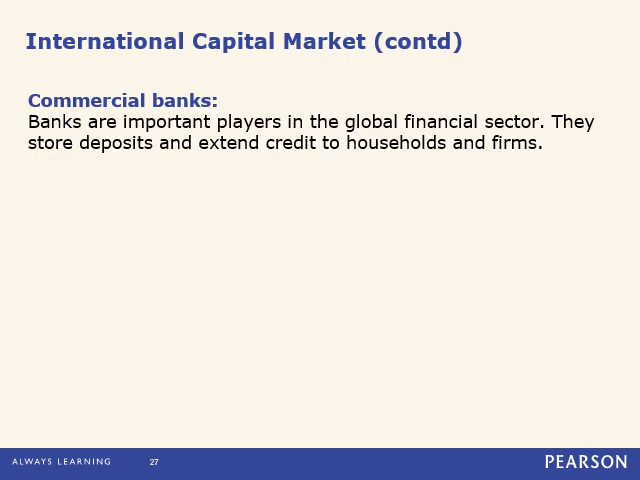 International Capital Market (contd)
Commercial banks:
Banks are important players in the global financial sector. They
store deposits and extend credit to households and firms.
ALWAYS LEARNING 27 PEARSON